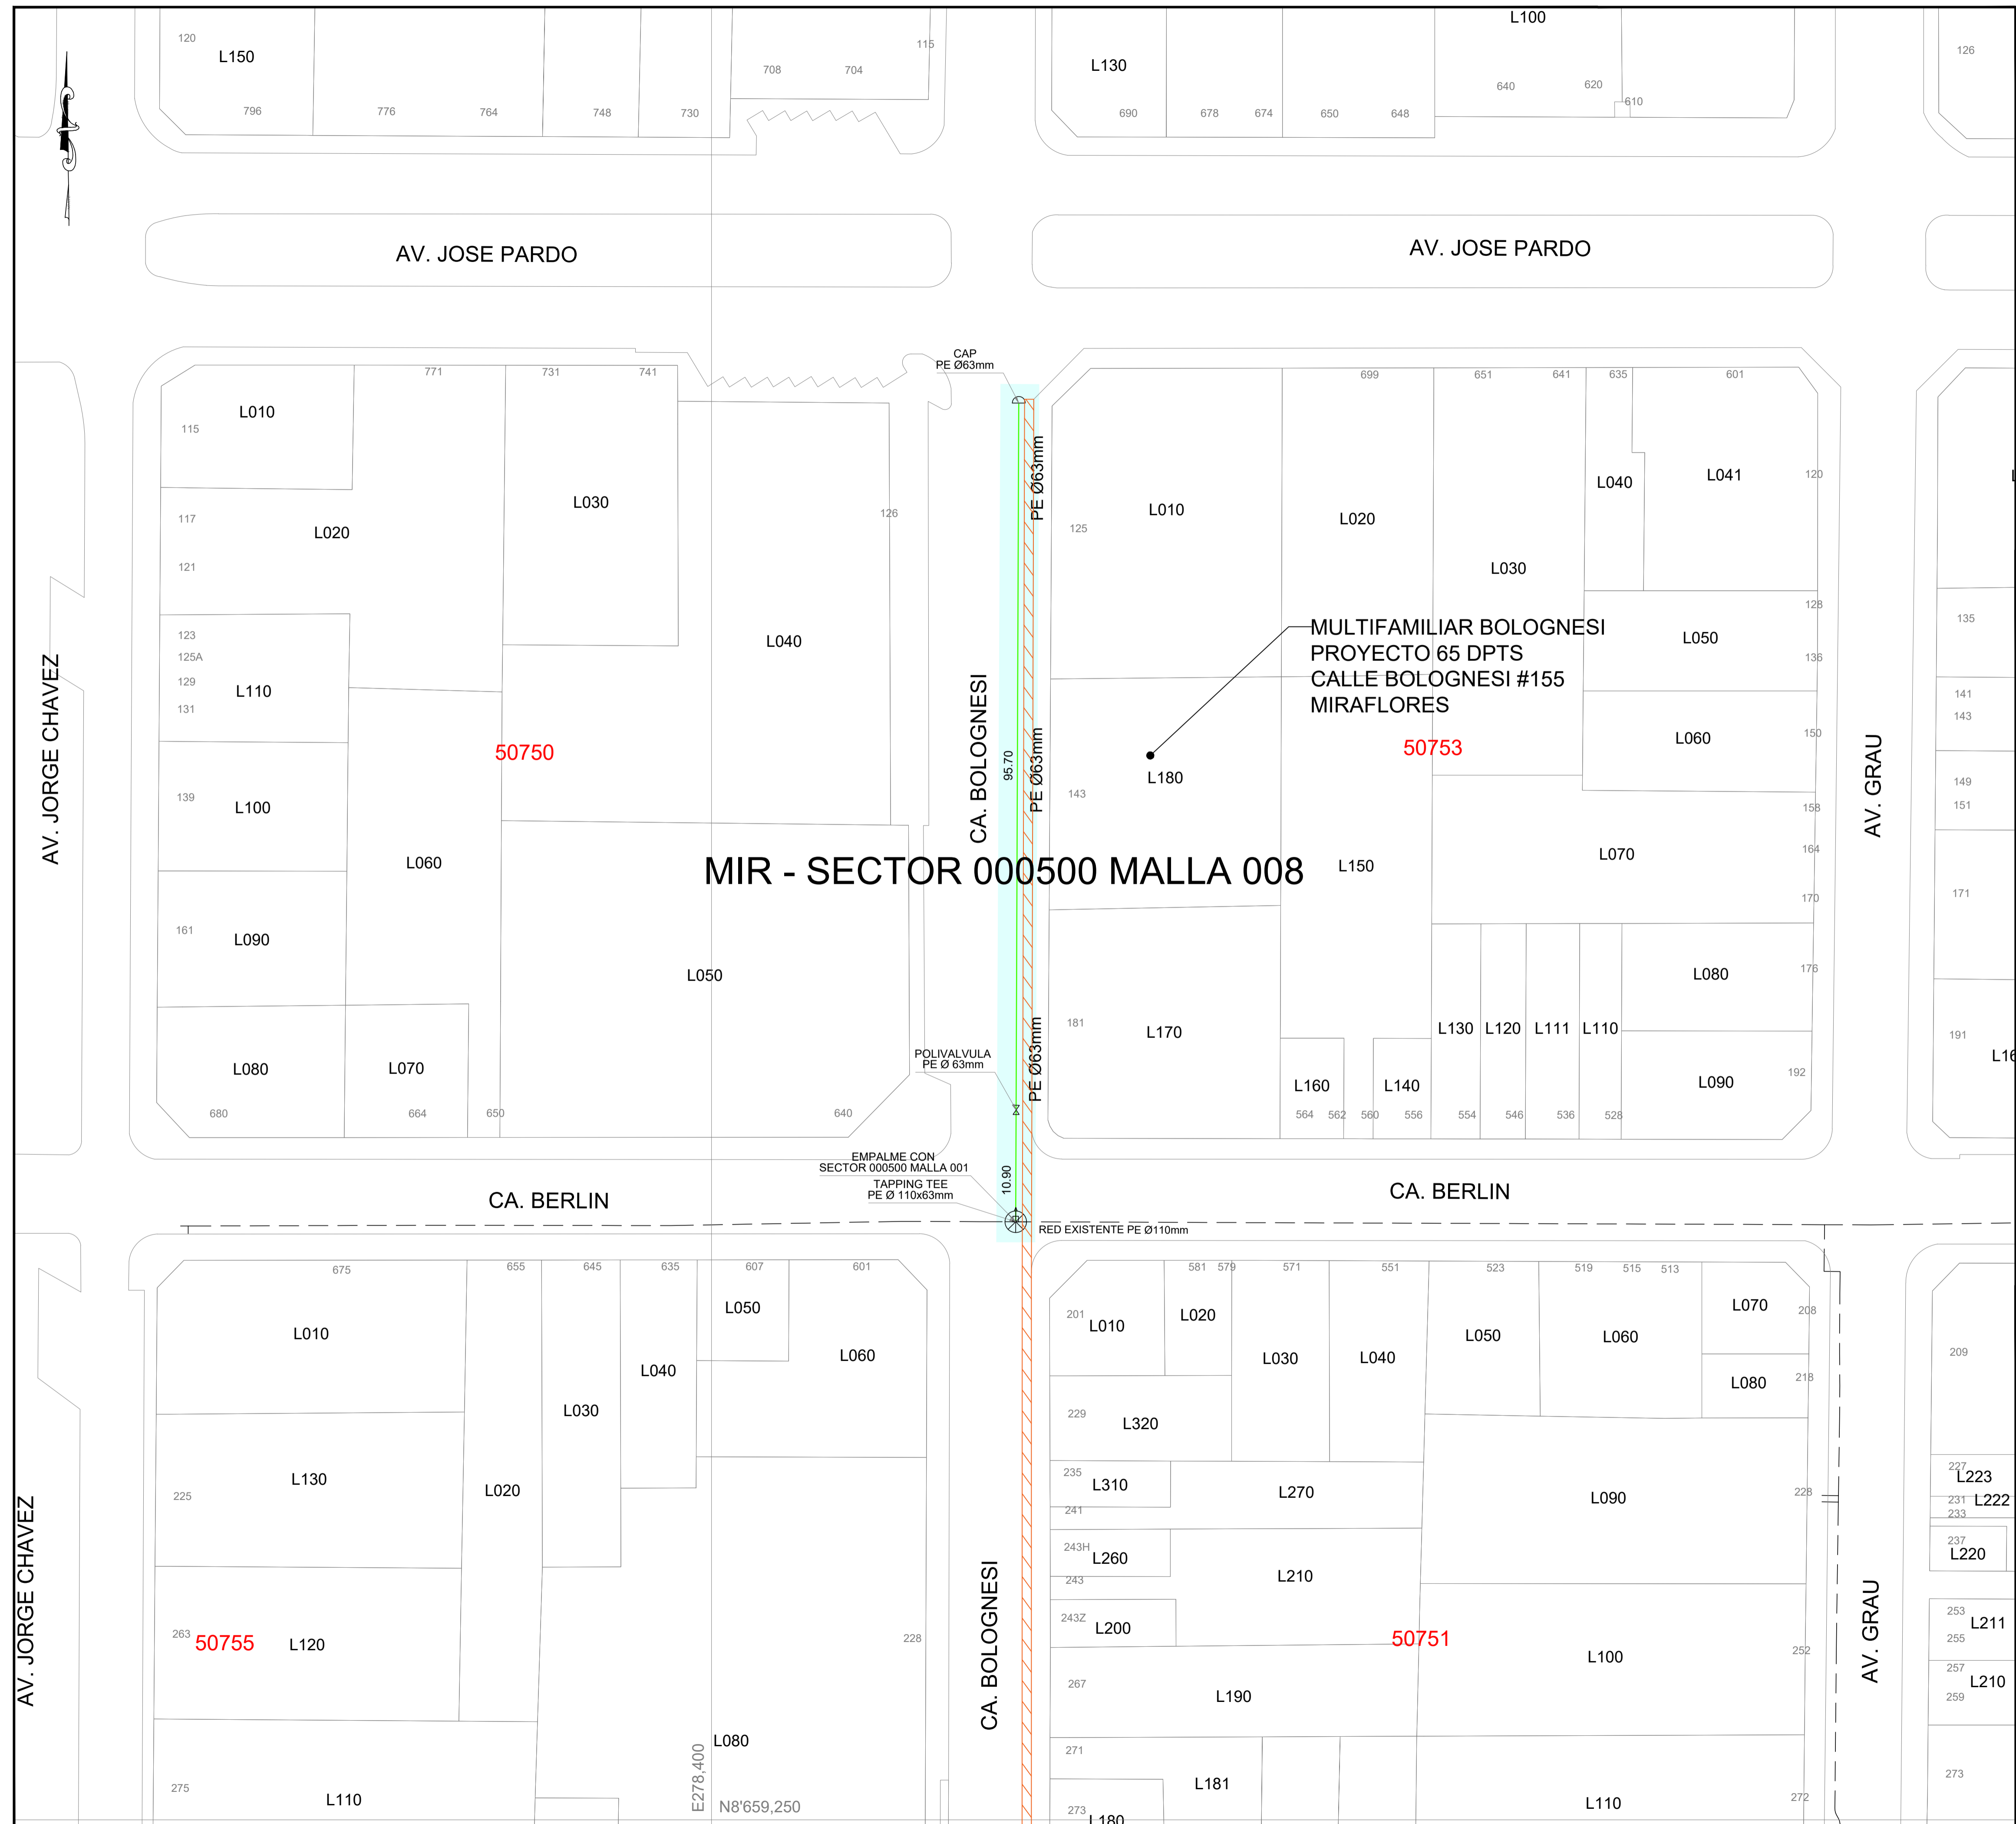 120
L150
796
776
764
748
730
708
704
115
L130
690
678
674
650
648
L100
640
620
610
126
AV. JOSE PARDO
AV. JOSE PARDO
CAP
PE Ø63mm
771
731
741
L010
115
117
L020
121
L030
126
L040
123
125A
129
131
L110
50750
139
L100
L060
161
L090
L050
L080
L070
680
664
650
640
AV. JORGE CHAVEZ
CA. BOLOGNESI
95.70
PE Ø63mm
PE Ø63mm
PE Ø63mm
699
651
641
635
601
L010
125
L020
L030
L040
L041
120
128
L050
136
MULTIFAMILIAR BOLOGNESI
PROYECTO 65 DPTS
CALLE BOLOGNESI #155
MIRAFLORES
50753
L060
150
L180
143
158
L070
164
L150
170
MIR - SECTOR 000500 MALLA 008
L080
176
181
L170
L130
L120
L111
L110
L160
L140
L090
192
564
562
560
556
554
546
536
528
AV. GRAU
135
141
143
149
151
171
191
POLIVALVULA
PE Ø 63mm
EMPALME CON
SECTOR 000500 MALLA 001
TAPPING TEE
PE Ø 110x63mm
10.90
CA. BERLIN
CA. BERLIN
RED EXISTENTE PE Ø110mm
675
655
645
635
607
601
L010
L050
L060
L040
L030
L130
225
L020
263
50755
L120
228
L080
275
L110
E278,400
N8'659,250
AV. JORGE CHAVEZ
CA. BOLOGNESI
581
579
571
551
523
519
515
513
201
L010
L020
L030
L040
L050
L060
L070
208
L080
218
229
L320
235
L310
241
L270
L090
228
243H
L260
243
L210
243Z
L200
50751
L100
252
267
L190
271
L181
273
L180
L110
272
AV. GRAU
209
227
L223
231
L222
233
237
L220
253
L211
255
257
L210
259
273